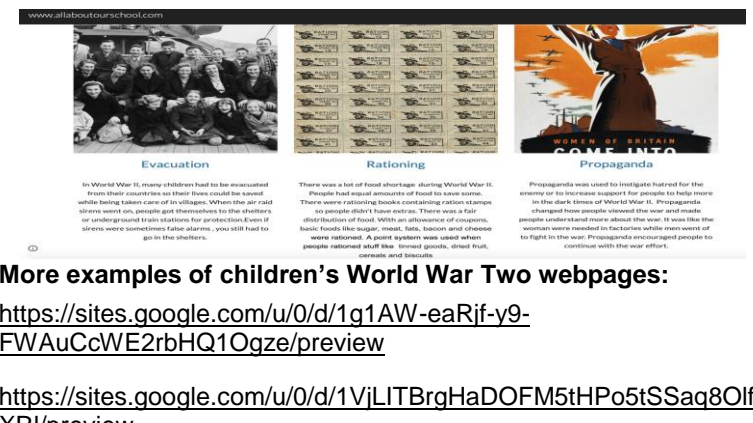 www.allaboutourschool.com
WOMEN OF BRITAIN
COME INTO
Evacuation
In World War II, many children had to be evacuated
from their countries so their lives could be saved
while being taken care of in villages. When the air raid
sirens went on, people got themselves to the shelters
or underground train stations for protection.Even if
sirens were sometimes false alarms , you still had to
go in the shelters.
Rationing
There was a lot of food shortage during World War II.
People had equal amounts of food to save some.
There were rationing books containing ration stamps
so people didn't have extras. There was a fair
distribution of food. With an allowance of coupons,
basic foods like sugar, meat, fats, bacon and cheese
were rationed. A point system was used when
people rationed stuff like tinned goods, dried fruit,
cereals and biscuits
Propaganda
Propaganda was used to instigate hatred for the
enemy or to increase support for people to help more
in the dark times of World War II. Propaganda
changed how people viewed the war and made
people understand more about the war. It was like the
woman were needed in factories while men went of
to fight in the war. Propaganda encouraged people to
continue with the war effort.
More examples of children's World War Two webpages:
https://sites.google.com/u/0/d/1g1AW-eaRjf-y9-
FWAuCcWE2rbHQ1Ogze/preview
https://sites.google.com/u/0/d/1VjLITBrgHaDOFM5tHPo5tSSaq8Olf
XBI/preview